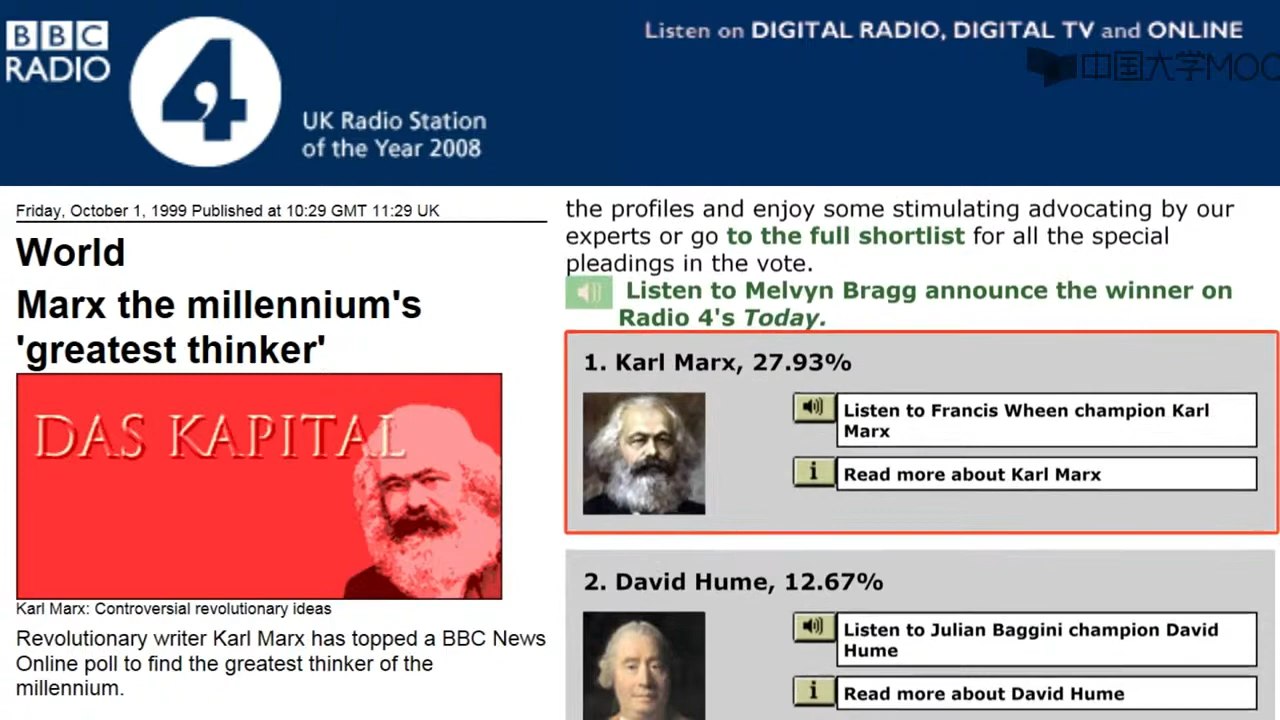 BBC
RADIO
4
UK Radio Station
of the Year 2008
Listen on DIGITAL RADIO, DIGITAL TV and ONLINE
中国大学MOO
Friday, October 1, 1999 Published at 10:29 GMT 11:29 UK
World
Marx the millennium's
'greatest thinker'
DAS KAPITAL
Karl Marx: Controversial revolutionary ideas
Revolutionary writer Karl Marx has topped a BBC News
Online poll to find the greatest thinker of the
millennium.
the profiles and enjoy some stimulating advocating by our
experts or go to the full shortlist for all the special
pleadings in the vote.
Listen to Melvyn Bragg announce the winner on
Radio 4's Today.
1. Karl Marx, 27.93%
Listen to Francis Wheen champion Karl
Marx
i Read more about Karl Marx
2. David Hume, 12.67%
Listen to Julian Baggini champion David
Hume
i Read more about David Hume